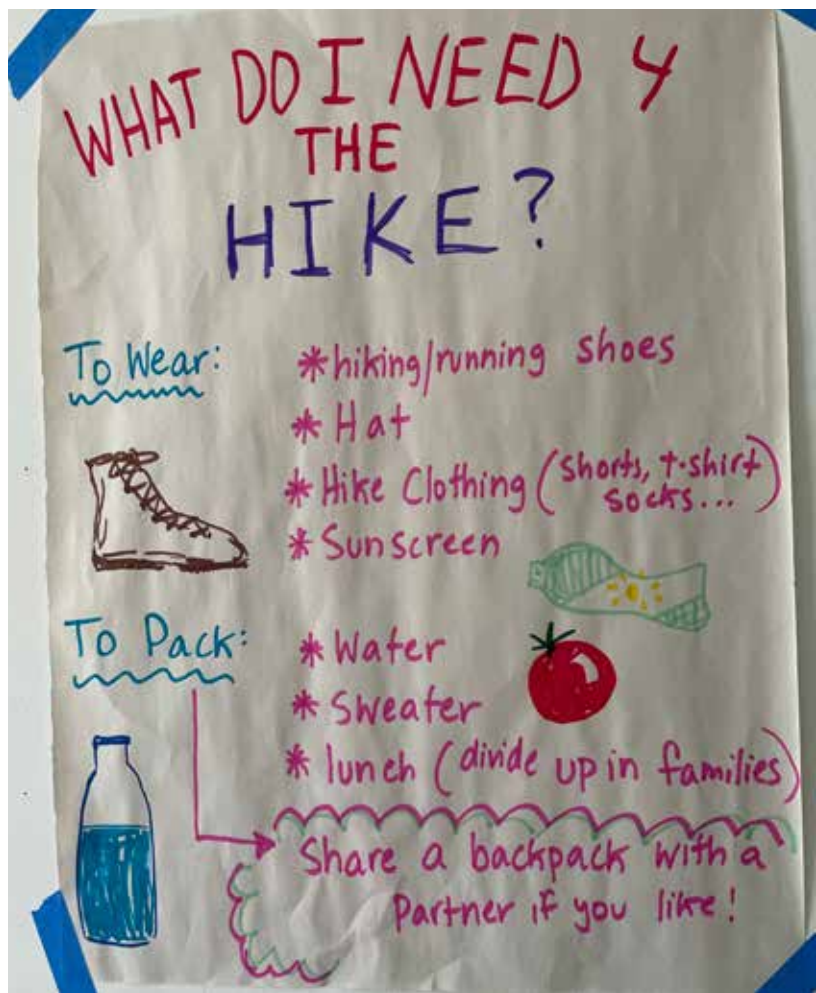 WHAT DO I NEED 4
THE
HIKE?
To Wear:
*hiking/running shoes
*Hat
*Hike Clothing (shorts, t-shirt
socks...)
*Sunscreen
To Pack:
*Water
*Sweater
*lunch (divide up in families)
Share a backpack with a
Partner if you like!